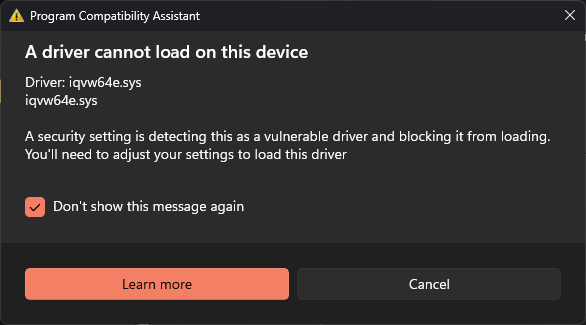 Program Compatibility Assistant
A driver cannot load on this device
Driver: iqvw64e.sys
iqvw64e.sys
A security setting is detecting this as a vulnerable driver and blocking it from loading.
You'll need to adjust your settings to load this driver
Don't show this message again
Learn more
Cancel